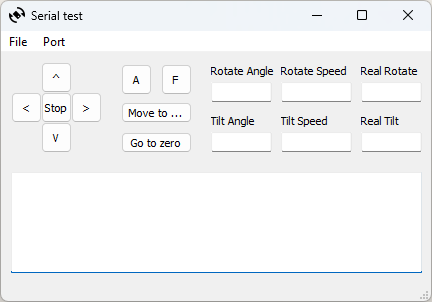 Serial test
File Port
^
< Stop >
V
A F
Move to ...
Go to zero
Rotate Angle Rotate Speed Real Rotate
Tilt Angle Tilt Speed Real Tilt